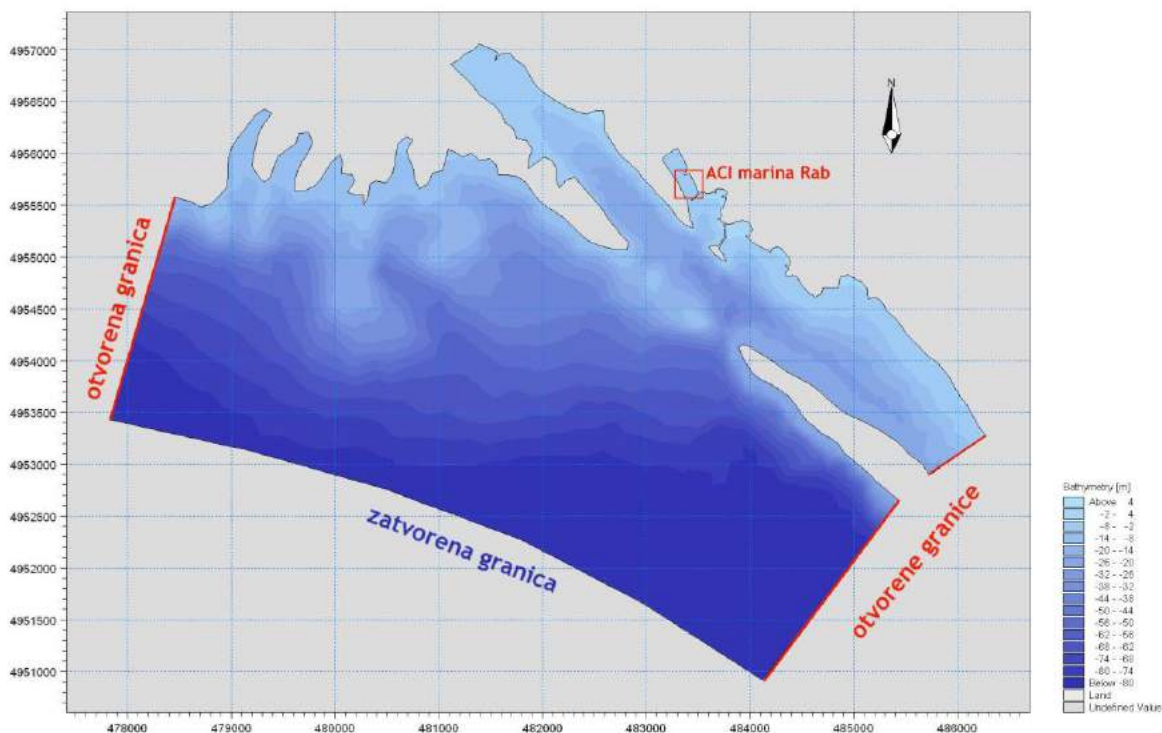 4957000
4956500
4956000
4955500
4955000
4954500
4954000
4953500
4953000
4952500
4952000
4951500
4951000
478000
479000
480000
481000
482000
483000
484000
485000
486000
N
ACI marina Rab
otvorena granica
zatvorena granica
otvorene granice
Bathymetry [m]
Above 4
-2 - 4
-8 - -2
-14 - -8
-20 - -14
-26 - -20
-32 - -26
-38 - -32
-44 - -38
-50 - -44
-56 - -50
-62 - -56
-68 - -62
-74 - -68
-80 - -74
Below -80
Land
Undefined Value